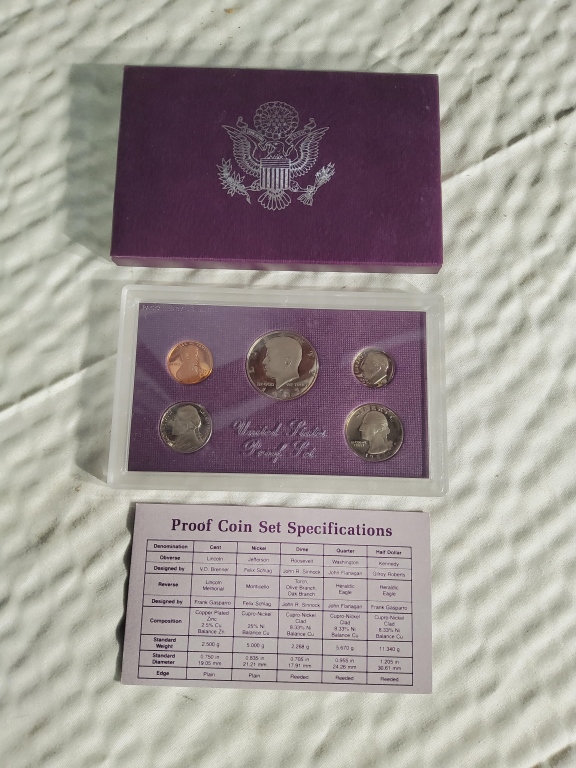 United States
Proof Set
Proof Coin Set Specifications
Denomination Cent Nickel Dime Quarter Half Dollar
Obverse Lincoln Jefferson Roosevelt Washington Kennedy
Designed by V.D. Brenner Felix Schlag John R. Sinnock John Flanagan Gilroy Roberts
Reverse Lincoln Memorial Monticello Torch Olive Branch Oak Branch Heraldic Eagle Heraldic Eagle
Designed by Frank Gasparro Felix Schlag John R. Sinnock John Flanagan Frank Gasparro
Composition Copper Plated Zinc 2.5% Cu Balance Zn Cupro-Nickel 25% Ni Balance Cu Cupro-Nickel Clad 8.33% Ni Balance Cu Cupro-Nickel Clad 8.33% Ni Balance Cu Cupro-Nickel Clad 8.33% Ni Balance Cu
Standard Weight 2.500 g 5.000 g 2.268 g 5.670 g 11.340 g
Standard Diameter 0.750 in 19.05 mm 0.835 in 21.21 mm 0.705 in 17.91 mm 0.955 in 24.26 mm 1.205 in 30.61 mm
Edge Plain Plain Reeded Reeded Reeded